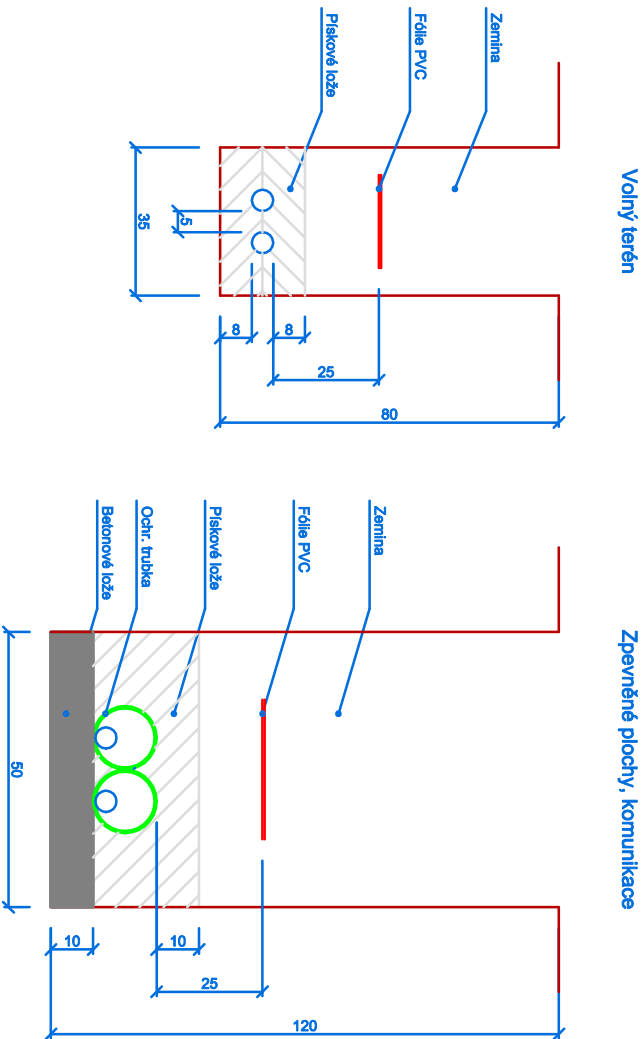 Volný terén
Zemina
Fólie PVC
Pískové lože
35
5
8
8
25
80
Zpevněné plochy, komunikace
Zemina
Fólie PVC
Pískové lože
Ochr. trubka
Betonové lože
50
10
10
25
120